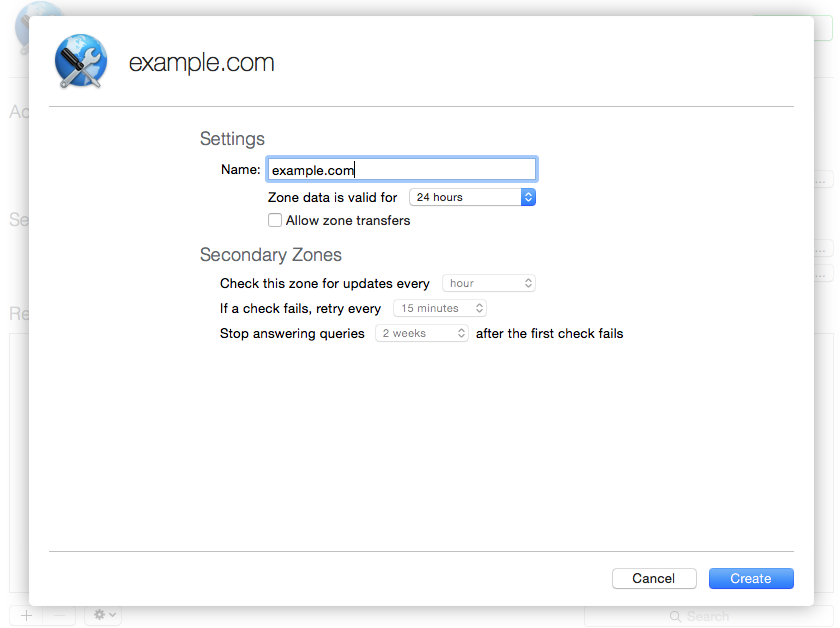 example.com
Settings
Name: example.com
Zone data is valid for 24 hours
Allow zone transfers
Secondary Zones
Check this zone for updates every hour
If a check fails, retry every 15 minutes
Stop answering queries 2 weeks after the first check fails
Cancel Create
Search